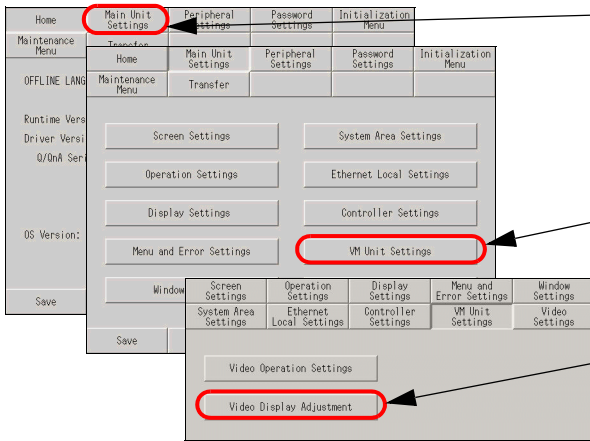 Home
Main Unit
Settings
Peripheral
Settings
Password
Settings
Initialization
Menu
Maintenance
Menu
Transfer
OFFLINE LANG
Runtime Vers
Driver Versi
Q/QnA Seri
OS Version:
Save
Home
Main Unit
Settings
Peripheral
Settings
Password
Settings
Initialization
Menu
Maintenance
Menu
Transfer
Screen Settings
System Area Settings
Operation Settings
Ethernet Local Settings
Display Settings
Controller Settings
Menu and Error Settings
VM Unit Settings
Window
Save
Screen
Settings
Operation
Settings
Display
Settings
Menu and
Error Settings
Window
Settings
System Area
Settings
Ethernet
Local Settings
Controller
Settings
VM Unit
Settings
Video
Settings
Video Operation Settings
Video Display Adjustment